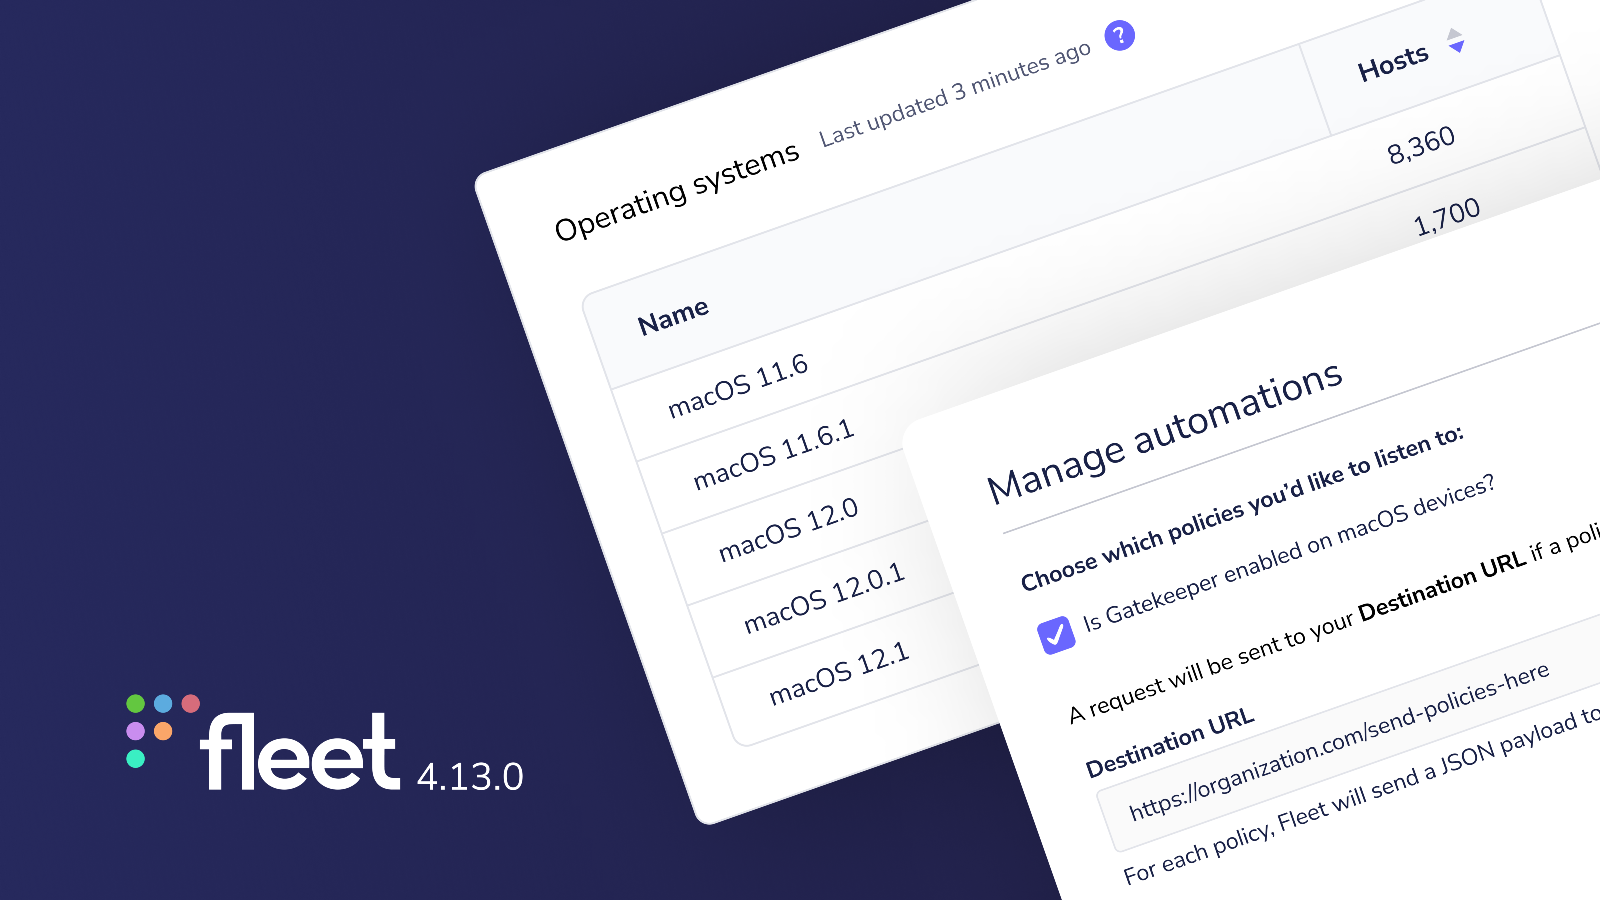 Operating systems Last updated 3 minutes ago ?
Name Hosts
macOS 11.6 8,360
macOS 11.6.1 1,700
macOS 12.0
macOS 12.0.1
macOS 12.1
Manage automations
Choose which policies you’d like to listen to:
Is Gatekeeper enabled on macOS devices?
A request will be sent to your Destination URL if a poli
Destination URL
https://organization.com/send-policies-here
For each policy, Fleet will send a JSON payload to
fleet 4.13.0